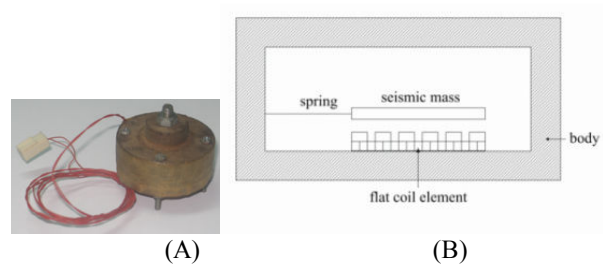 spring
seismic mass
body
flat coil element
(A)
(B)